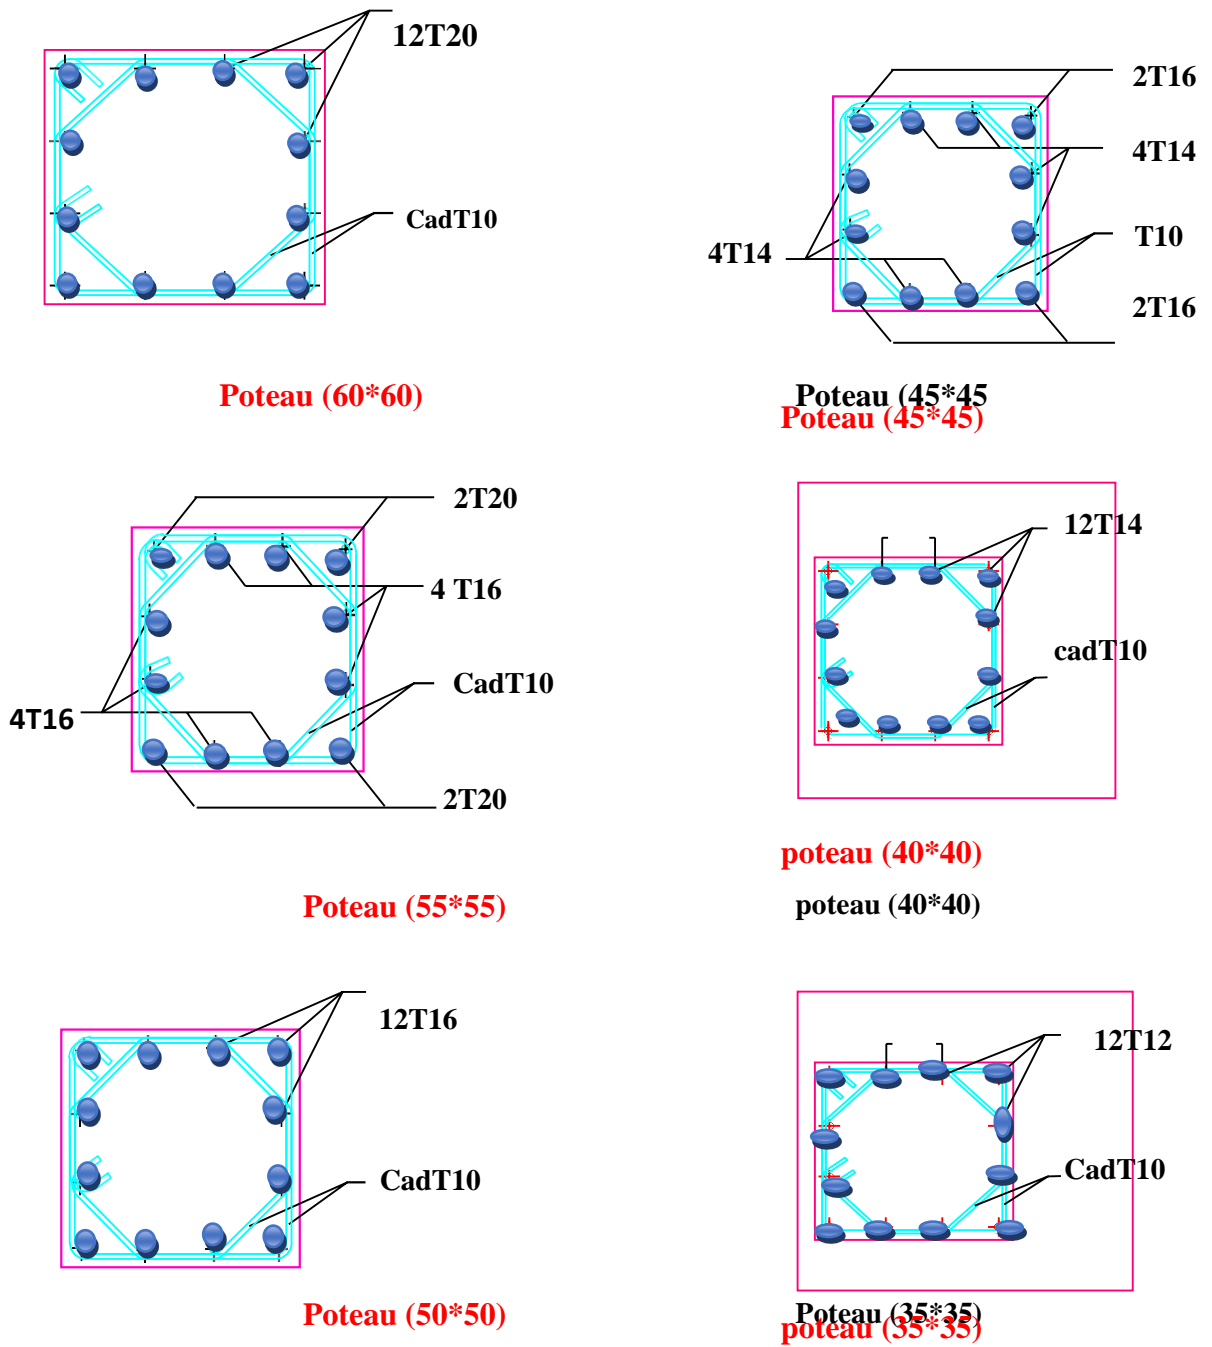 12T20
CadT10
Poteau (60*60)
2T16
4T14
4T14
T10
2T16
Poteau (45*45
Poteau (45*45)
2T20
4 T16
CadT10
4T16
2T20
Poteau (55*55)
12T14
cadT10
poteau (40*40)
poteau (40*40)
12T16
CadT10
Poteau (50*50)
12T12
CadT10
Poteau (35*35)
poteau (35*35)